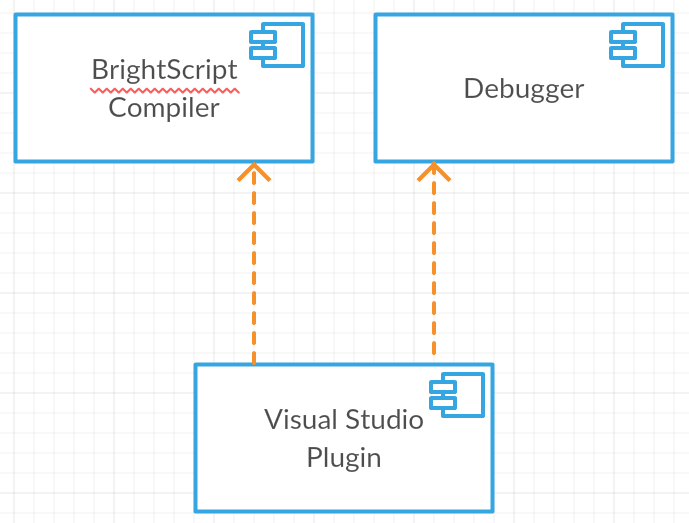 BrightScript
Compiler
Debugger
Visual Studio
Plugin